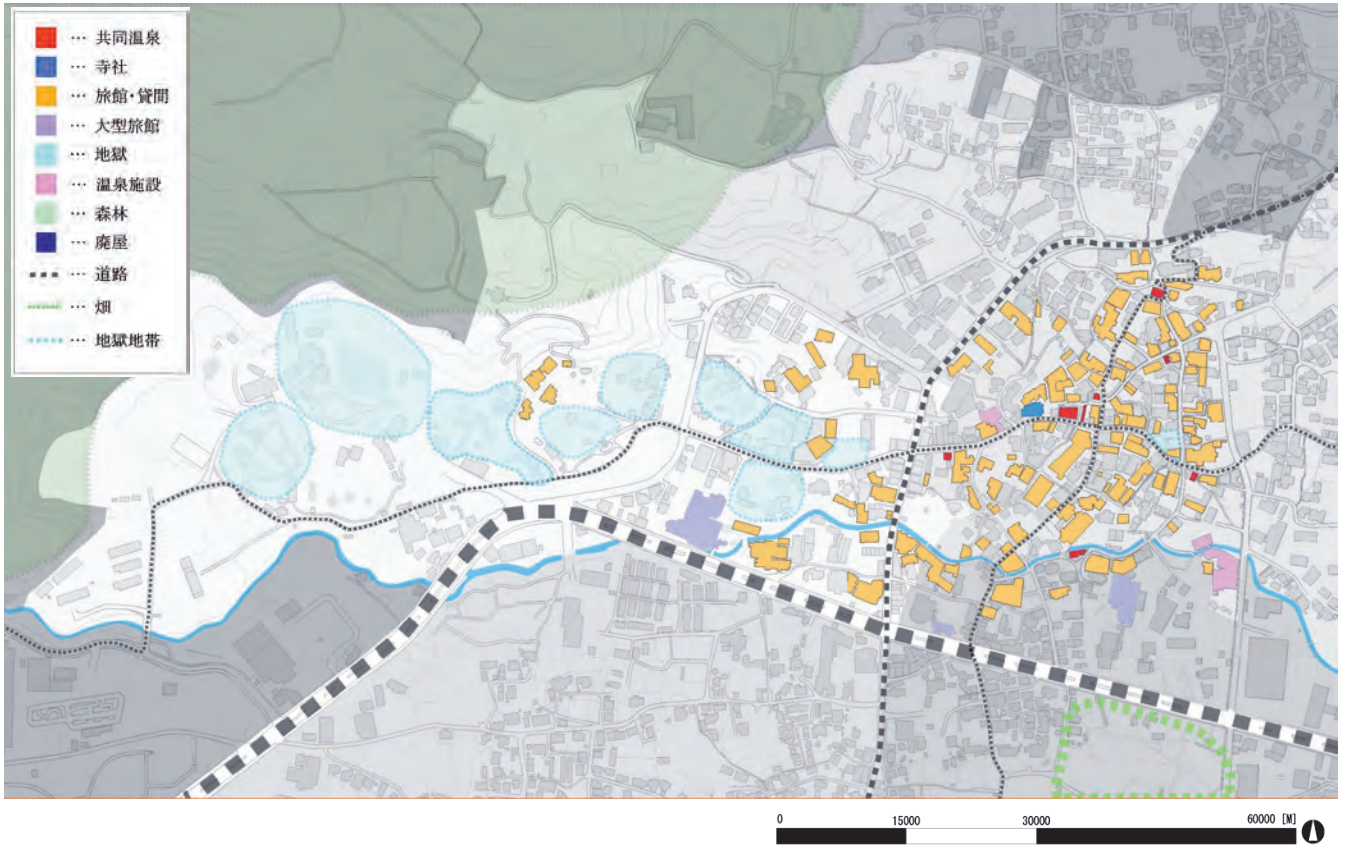 … 共同温泉
… 寺社
… 旅館・貸間
… 大型旅館
… 地獄
… 温泉施設
… 森林
… 廃屋
… 道路
… 畑
… 地獄地帯
0 15000 30000 60000 [M]